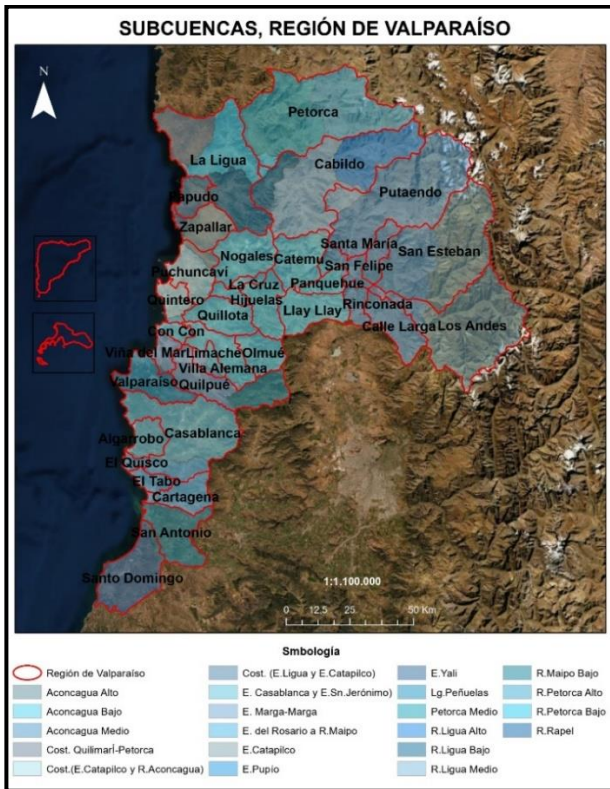 SUBCUENCAS, REGIÓN DE VALPARAÍSO
N
Petorca
La Ligua
Cabildo
Putaendo
Papudo
Zapallar
Santa María
Nogales
Catemu
San Esteban
San Felipe
Puchuncaví
La Cruz
Panquehue
Quintero
Hijuelas
Rinconada
Quillota
Llay Llay
Calle Larga
Los Andes
Con Con
Viña del Mar
Limache
Olmué
Villa Alemana
Valparaíso
Quilpué
Casablanca
Algarrobo
El Quisco
El Tabo
Cartagena
San Antonio
Santo Domingo
1:1.100.000
0 12.5 25. 50 Km.
Smbología
Región de Valparaíso
Aconcagua Alto
Aconcagua Bajo
Aconcagua Medio
Cost. Quilimarí-Petorca
Cost.(E.Catapilco y R.Aconcagua)
Cost. (E.Ligua y E.Catapilco)
E. Casablanca y E.Sn.Jerónimo)
E. Marga-Marga
E. del Rosario a R.Maipo
E.Catapilco
E.Pupío
E.Yali
Lg.Peñuelas
Petorca Medio
R.Ligua Alto
R.Ligua Bajo
R.Ligua Medio
R.Maipo Bajo
R.Petorca Alto
R.Petorca Bajo
R.Rapel